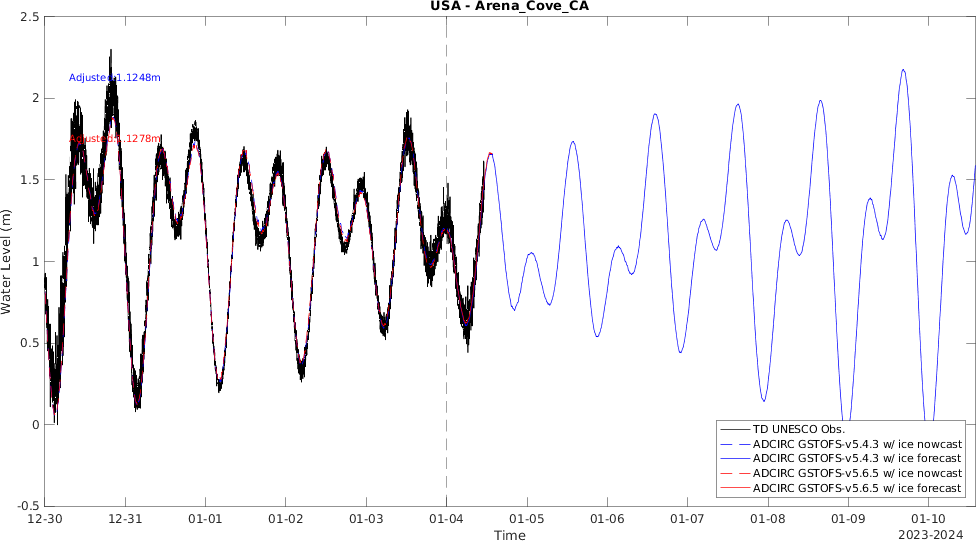 USA - Arena_Cove_CA
2.5
2
1.5
1
0.5
0
-0.5
Water Level (m)
Adjusted:1.1248m
Adjusted:1.1278m
TD UNESCO Obs.
ADCIRC GSTOFS-v5.4.3 w/ ice nowcast
ADCIRC GSTOFS-v5.4.3 w/ ice forecast
ADCIRC GSTOFS-v5.6.5 w/ ice nowcast
ADCIRC GSTOFS-v5.6.5 w/ ice forecast
12-30 12-31 01-01 01-02 01-03 01-04 01-05 01-06 01-07 01-08 01-09 01-10
Time
2023-2024